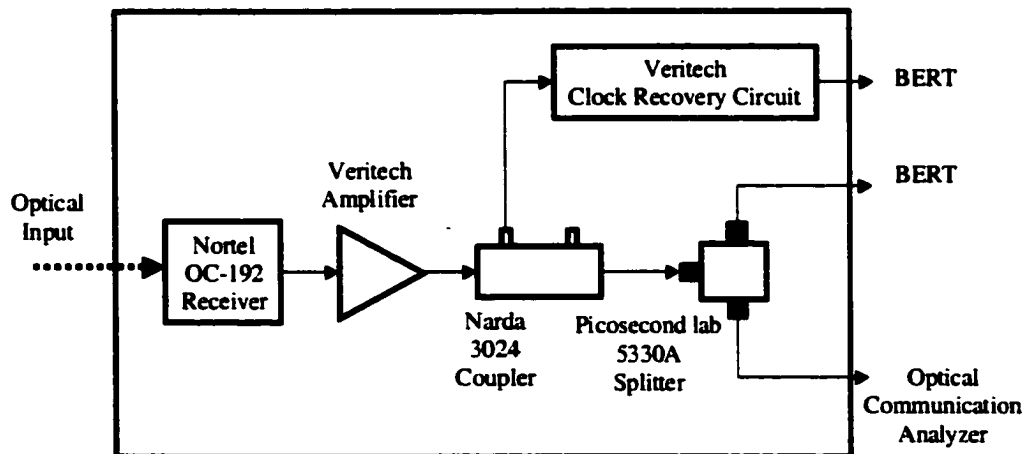 Veritech
Clock Recovery Circuit
BERT
Veritech
Amplifier
BERT
Optical
Input
Nortel
OC-192
Receiver
Narda
3024
Coupler
Picosecond lab
5330A
Splitter
Optical
Communication
Analyzer